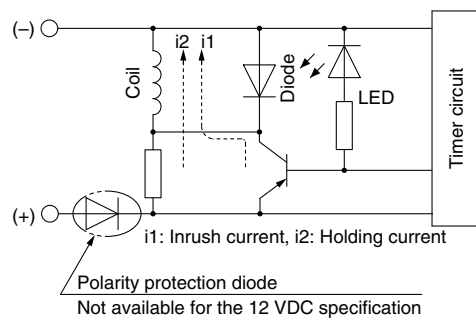 (–)
i2 i1
Coil
Diode
LED
Timer circuit
(+)
i1: Inrush current, i2: Holding current
Polarity protection diode
Not available for the 12 VDC specification